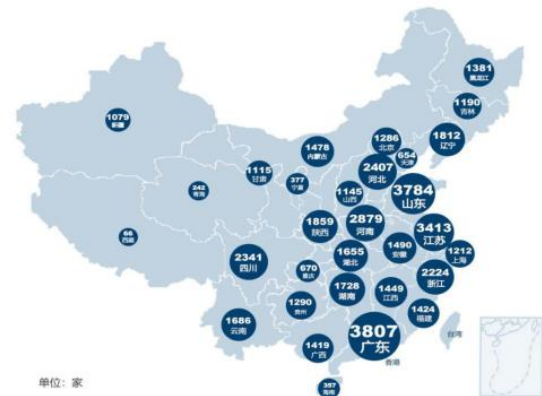 1381
黑龙江
1190
吉林
1079
新疆
1812
辽宁
1286
北京
1478
内蒙古
654
天津
1115
甘肃
2407
河北
377
宁夏
242
青海
1145
山西
3784
山东
1859
陕西
2879
河南
3413
江苏
66
西藏
1490
安徽
1212
上海
1655
湖北
2341
四川
670
重庆
2224
浙江
1728
湖南
1449
江西
1290
贵州
1424
福建
1686
云南
3807
广东
台湾
1419
广西
香港
397
海南
单位：家